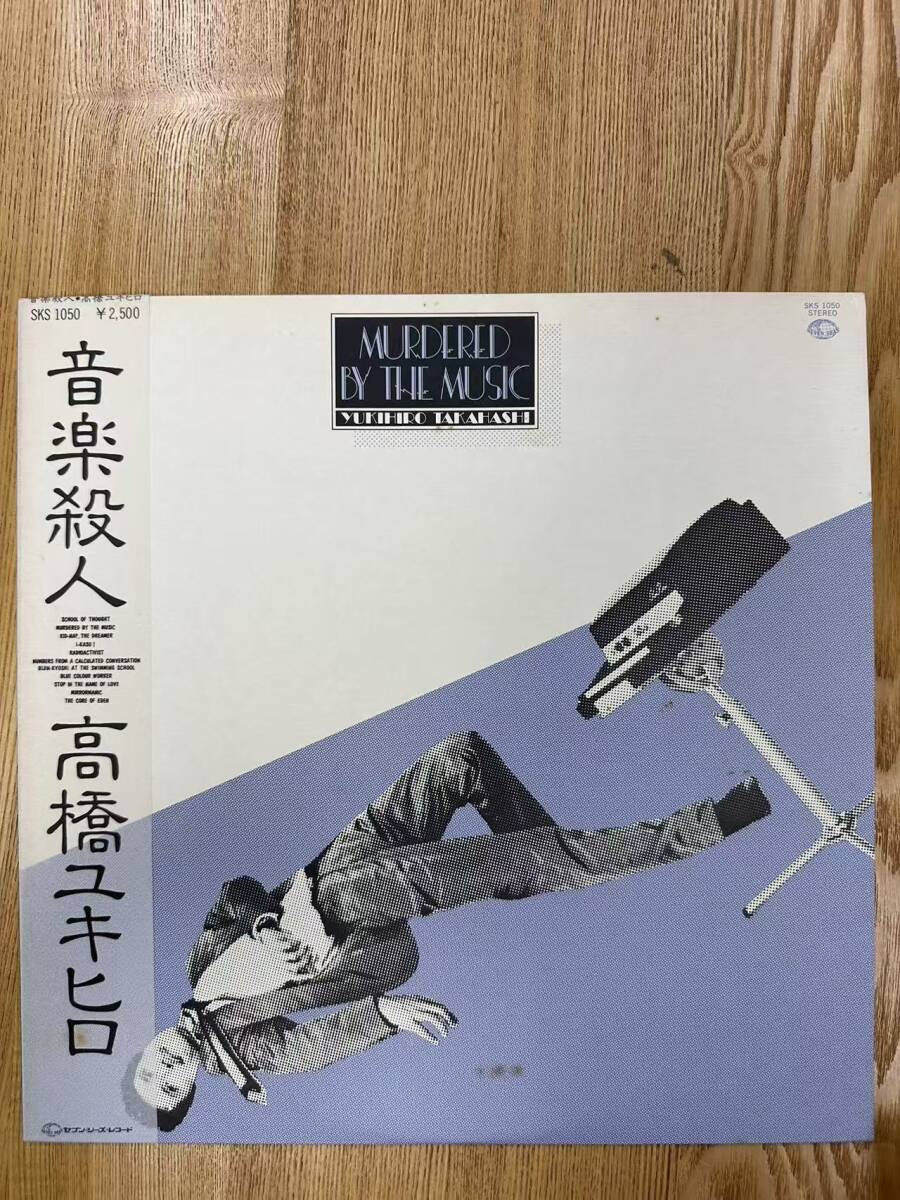 音楽殺人●高橋ユキヒロ
SKS 1050 ¥2,500
音楽殺人
SCHOOL OF THOUGHT
MURDERED BY THE MUSIC
KID-NAP, THE DREAMER
I-KASU !
RADIOACTIVIST
NUMBERS FROM A CALCULATED CONVERSATION
BIJIN-KYOSHI AT THE SWIMMING SCHOOL
BLUE COLOUR WORKER
STOP IN THE NAME OF LOVE
MIRRORMANIC
THE CORE OF EDEN
高橋ユキヒロ
セブン・シーズ・レコード
MURDERED
BY THE MUSIC
YUKIHIRO TAKAHASHI
SKS 1050
STEREO
SEVEN SEAS